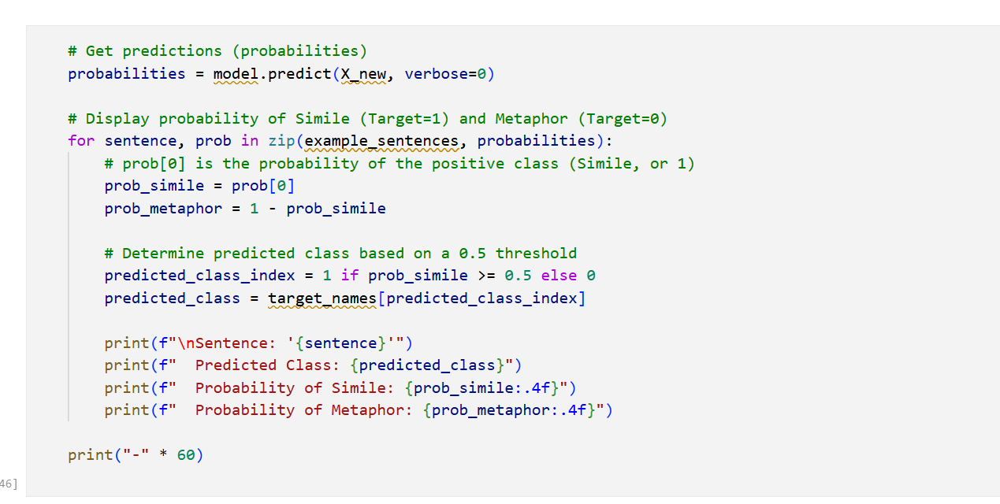 # Get predictions (probabilities)
probabilities = model.predict(X_new, verbose=0)

# Display probability of Simile (Target=1) and Metaphor (Target=0)
for sentence, prob in zip(example_sentences, probabilities):
    # prob[0] is the probability of the positive class (Simile, or 1)
    prob_simile = prob[0]
    prob_metaphor = 1 - prob_simile

    # Determine predicted class based on a 0.5 threshold
    predicted_class_index = 1 if prob_simile >= 0.5 else 0
    predicted_class = target_names[predicted_class_index]

    print(f"\nSentence: '{sentence}'")
    print(f"  Predicted Class: {predicted_class}")
    print(f"  Probability of Simile: {prob_simile:.4f}")
    print(f"  Probability of Metaphor: {prob_metaphor:.4f}")

print("-" * 60)
46]